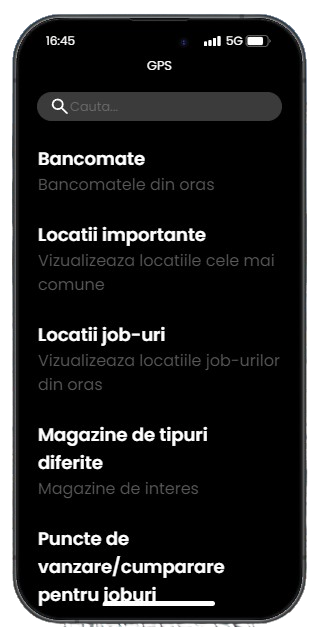 16:45 5G
GPS
Cauta...
Bancomate
Bancomatele din oras
Locatii importante
Vizualizeaza locatiile cele mai
comune
Locatii job-uri
Vizualizeaza locatiile job-urilor
din oras
Magazine de tipuri
diferite
Magazine de interes
Puncte de
vanzare/cumparare
pentru joburi